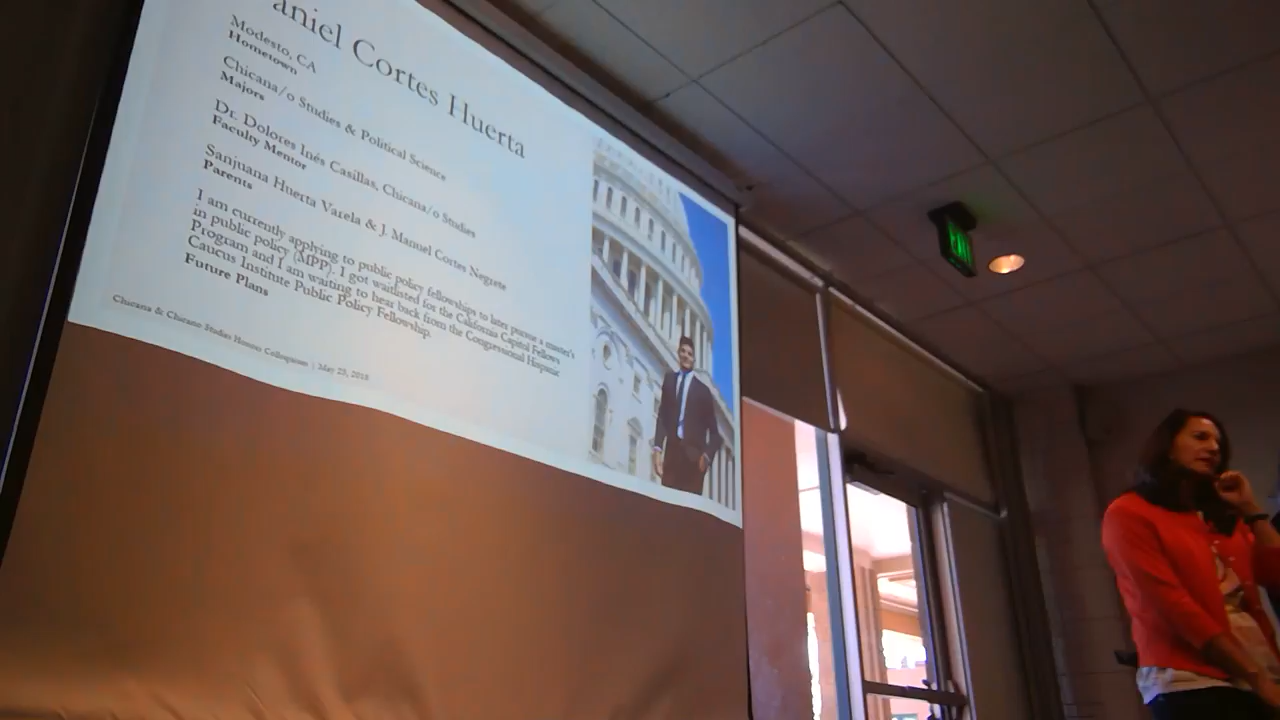 aniel Cortes Huerta
Modesto, CA
Hometown
Chicana/o Studies & Political Science
Majors
Dr. Dolores Inés Casillas, Chicana/o Studies
Faculty Mentor
Sanjuana Huerta Varela & J. Manuel Cortes Negrete
Parents
I am currently applying to public policy fellowships to later pursue a master's
in public policy (MPP). I got waitlisted for the California Capitol Fellows
Program and I am waiting to hear back from the Congressional Hispanic
Caucus Institute Public Policy Fellowship.
Future Plans
Chicana & Chicano Studies Honors Colloquium | May 25, 2018
EXIT